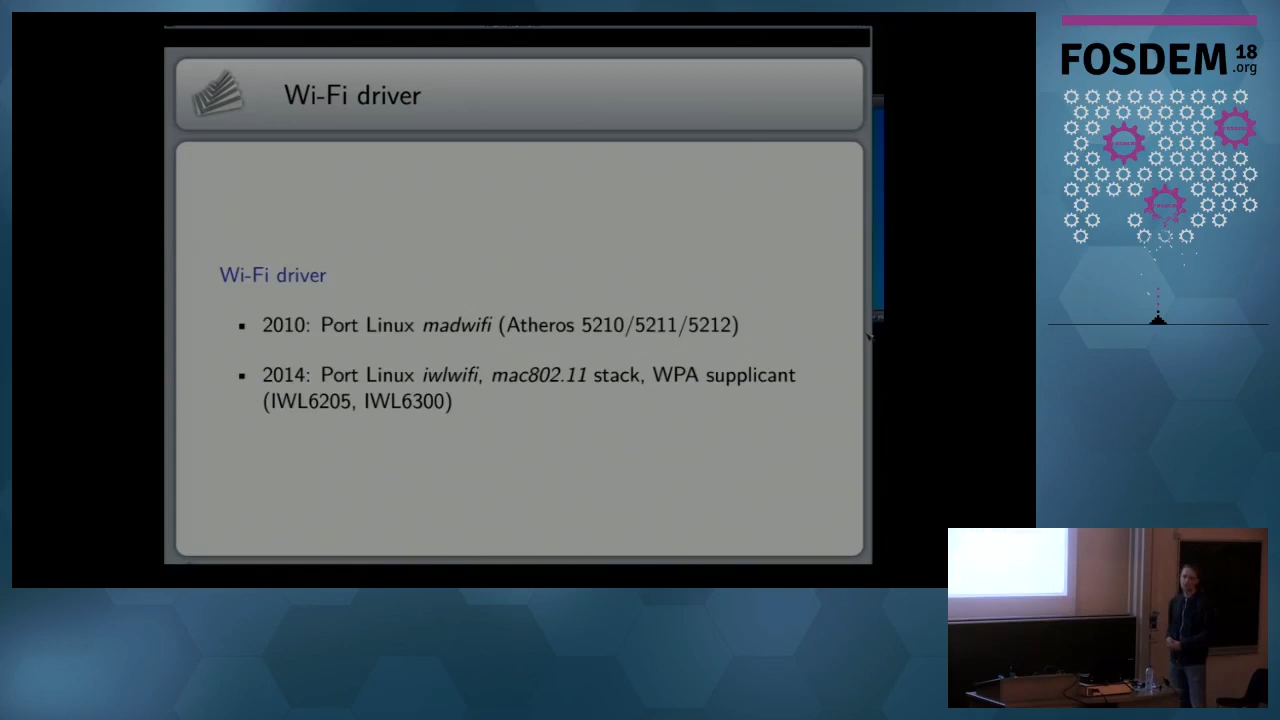 Wi-Fi driver
Wi-Fi driver
▪ 2010: Port Linux madwifi (Atheros 5210/5211/5212)
▪ 2014: Port Linux iwlwifi, mac802.11 stack, WPA supplicant
(IWL6205, IWL6300)
FOSDEM 18
.org